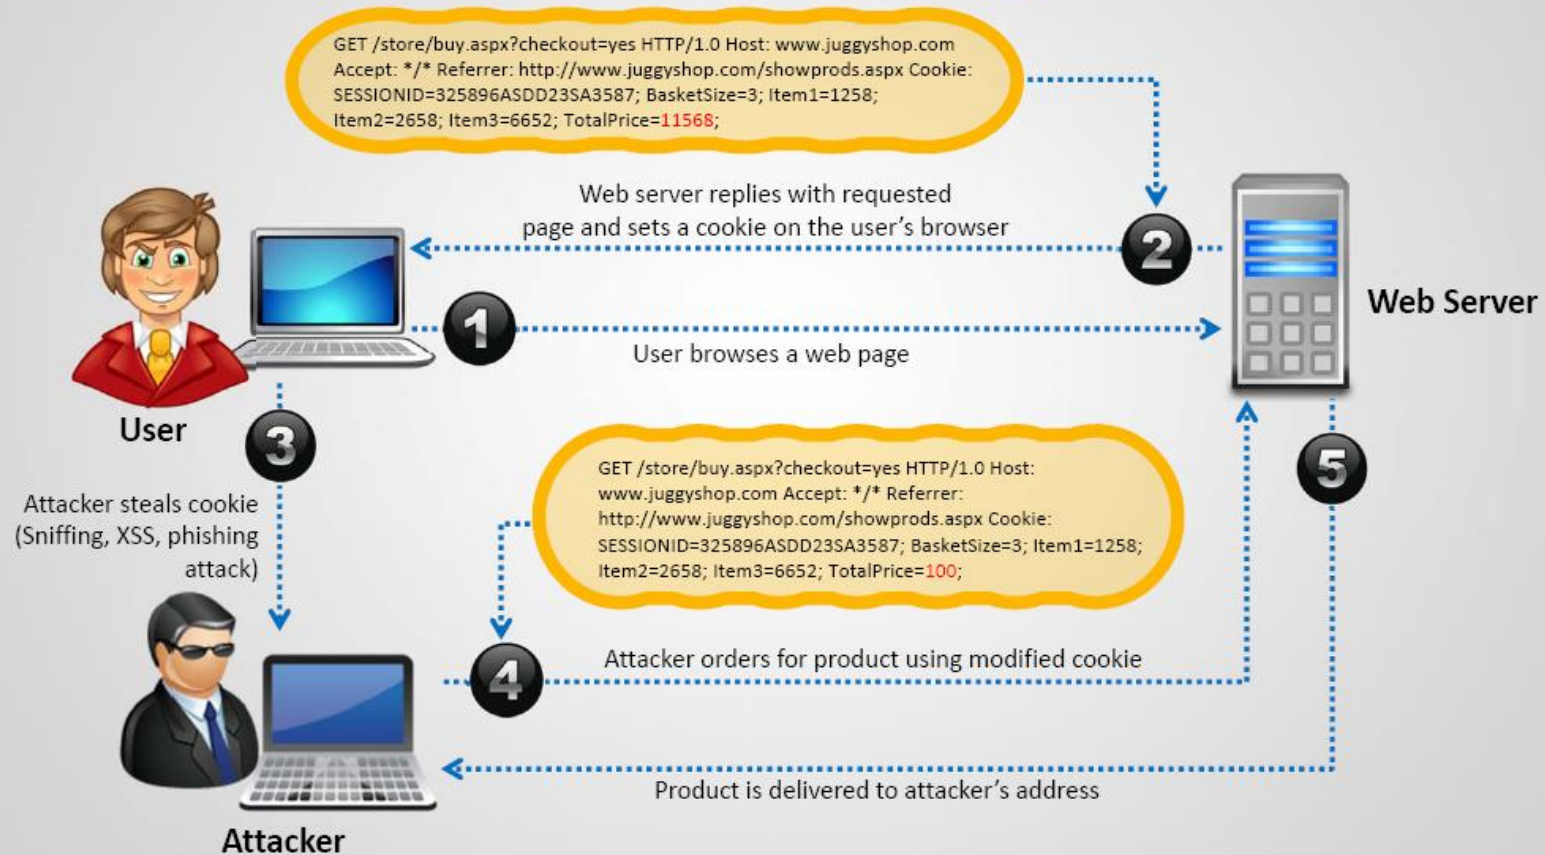 GET /store/buy.aspx?checkout=yes HTTP/1.0 Host: www.juggyshop.com
Accept: */* Referrer: http://www.juggyshop.com/showprods.aspx Cookie:
SESSIONID=325896ASDD23SA3587; BasketSize=3; Item1=1258;
Item2=2658; Item3=6652; TotalPrice=11568;
Web server replies with requested
page and sets a cookie on the user's browser
2
Web Server
1
User browses a web page
User
3
Attacker steals cookie
(Sniffing, XSS, phishing
attack)
GET /store/buy.aspx?checkout=yes HTTP/1.0 Host:
www.juggyshop.com Accept: */* Referrer:
http://www.juggyshop.com/showprods.aspx Cookie:
SESSIONID=325896ASDD23SA3587; BasketSize=3; Item1=1258;
Item2=2658; Item3=6652; TotalPrice=100;
5
4
Attacker orders for product using modified cookie
Product is delivered to attacker's address
Attacker